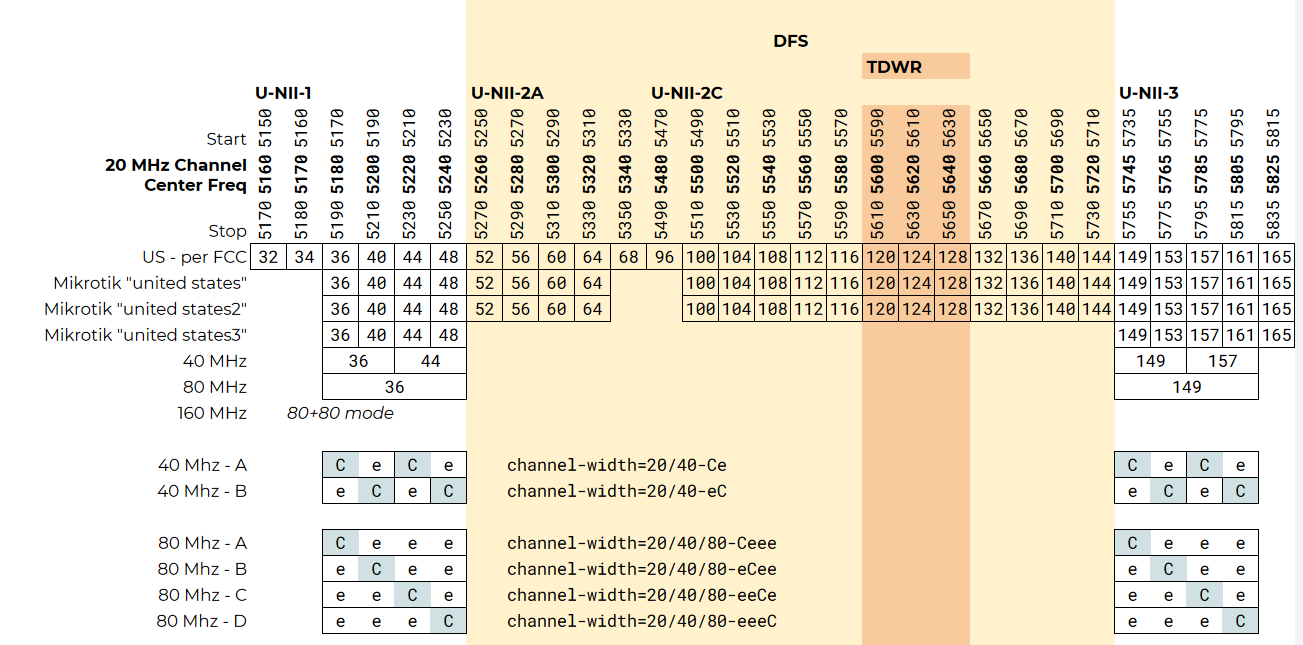 DFS
TDWR
U-NII-1 U-NII-2A U-NII-2C U-NII-3
Start 5150 5160 5170 5190 5210 5230 5250 5270 5290 5310 5330 5470 5490 5510 5530 5550 5570 5590 5610 5630 5650 5670 5690 5710 5735 5755 5775 5795 5815
20 MHz Channel
Center Freq 5160 5170 5180 5200 5220 5240 5260 5280 5300 5320 5340 5480 5500 5520 5540 5560 5580 5600 5620 5640 5660 5680 5700 5720 5745 5765 5785 5805 5825
Stop 5170 5180 5190 5210 5230 5250 5270 5290 5310 5330 5350 5490 5510 5530 5550 5570 5590 5610 5630 5650 5670 5690 5710 5730 5755 5775 5795 5815 5835
US - per FCC 32 34 36 40 44 48 52 56 60 64 68 96 100 104 108 112 116 120 124 128 132 136 140 144 149 153 157 161 165
Mikrotik "united states" 36 40 44 48 52 56 60 64 100 104 108 112 116 120 124 128 132 136 140 144 149 153 157 161 165
Mikrotik "united states2" 36 40 44 48 52 56 60 64 100 104 108 112 116 120 124 128 132 136 140 144 149 153 157 161 165
Mikrotik "united states3" 36 40 44 48 149 153 157 161 165
40 MHz 36 44 149 157
80 MHz 36 149
160 MHz 80+80 mode
40 Mhz - A C e C e channel-width=20/40-Ce C e C e
40 Mhz - B e C e C channel-width=20/40-eC e C e C
80 Mhz - A C e e e channel-width=20/40/80-Ceee C e e e
80 Mhz - B e C e e channel-width=20/40/80-eCee e C e e
80 Mhz - C e e C e channel-width=20/40/80-eeCe e e C e
80 Mhz - D e e e C channel-width=20/40/80-eeeC e e e C